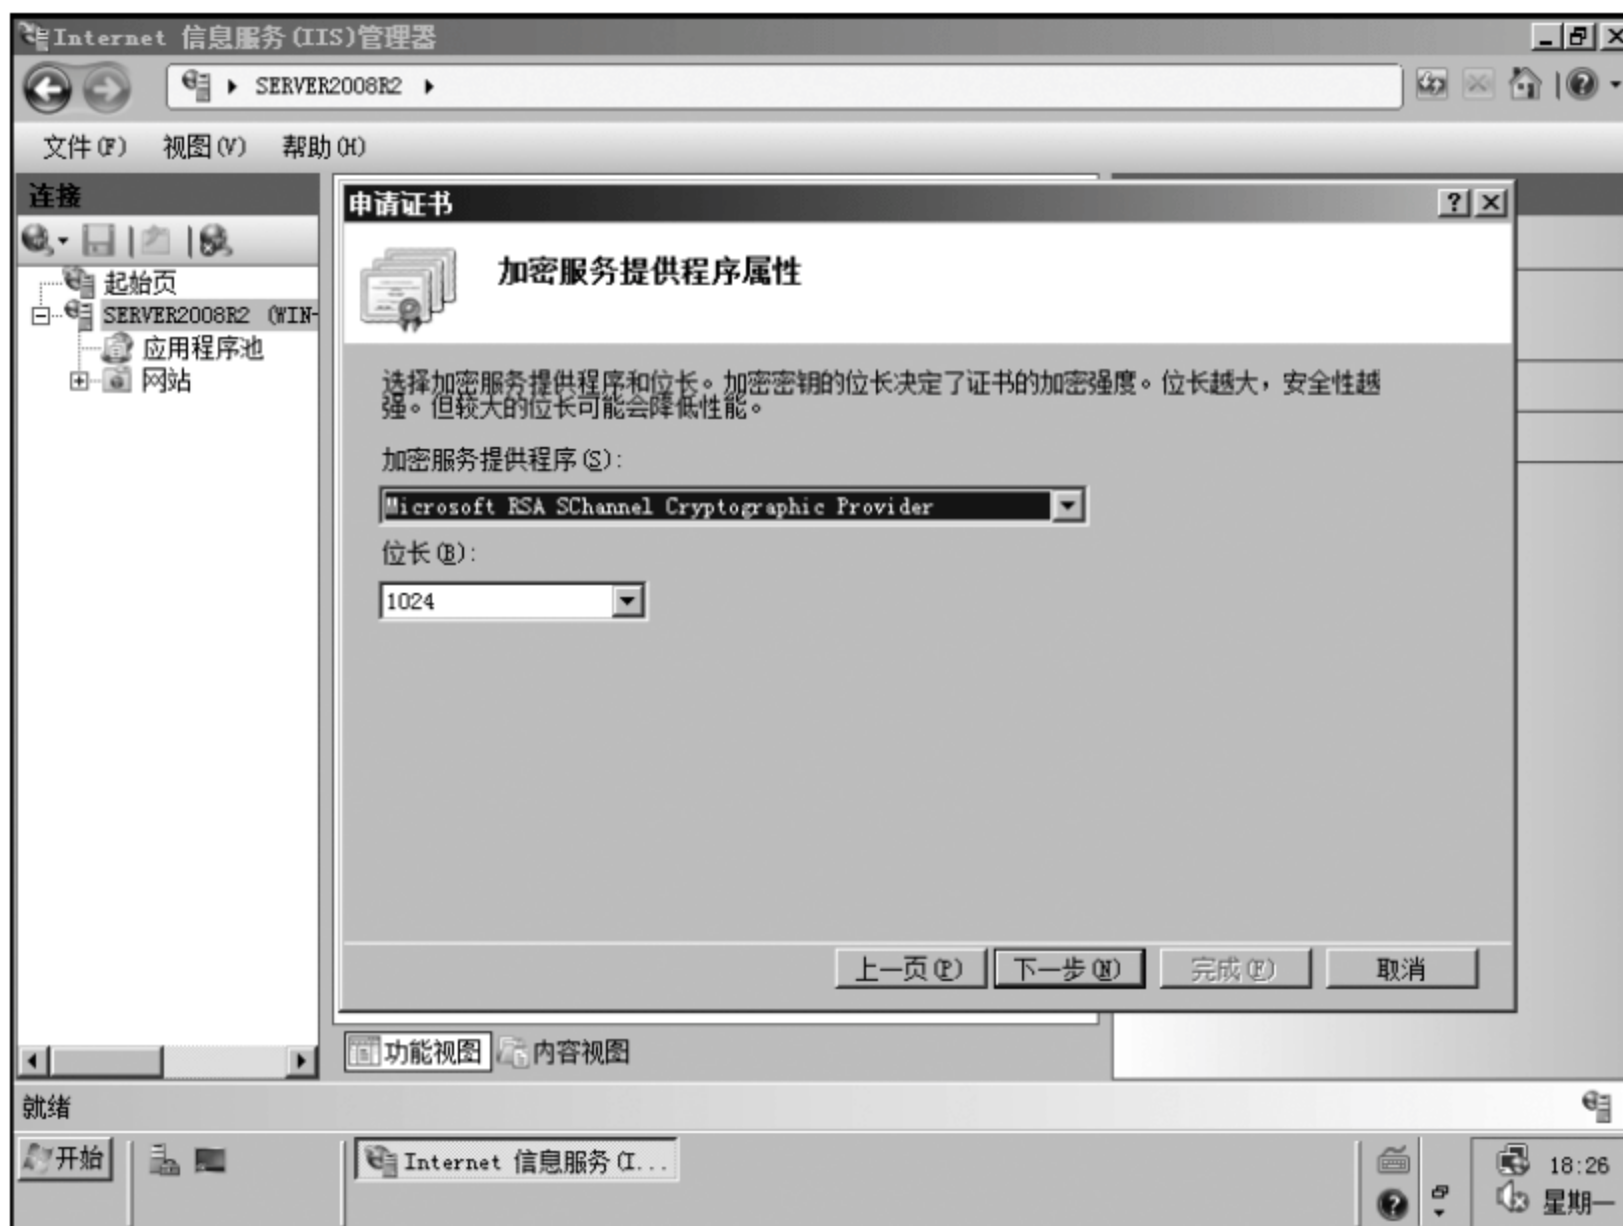 Internet 信息服务(IIS)管理器
SERVER2008R2
文件(F) 视图(V) 帮助(H)
连接
起始页
SERVER2008R2 (WIN-
应用程序池
网站
申请证书
加密服务提供程序属性
选择加密服务提供程序和位长。加密密钥的位长决定了证书的加密强度。位长越大，安全性越
强。但较大的位长可能会降低性能。
加密服务提供程序(S):
Microsoft RSA SChannel Cryptographic Provider
位长(B):
1024
上一页(P) 下一步(N) 完成(F) 取消
功能视图 内容视图
就绪
开始 Internet 信息服务(I... 18:26
星期一